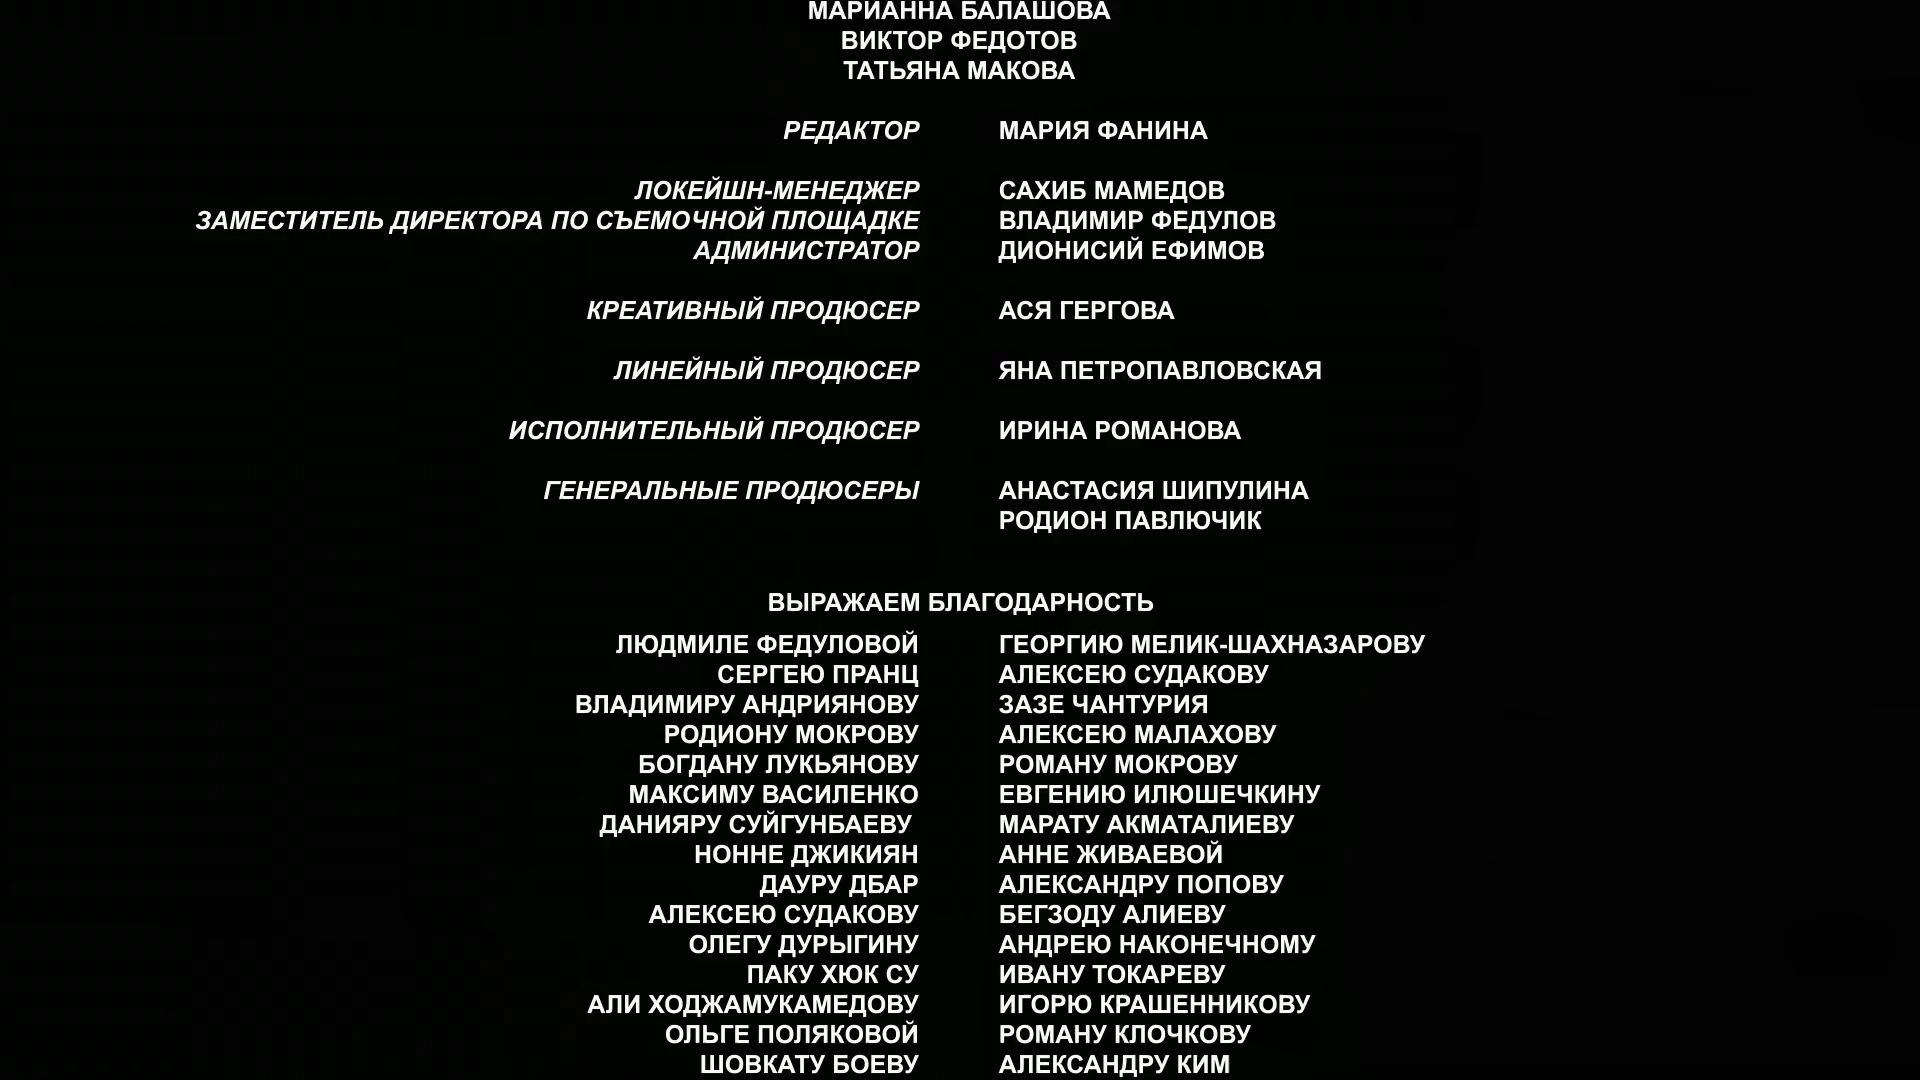 МАРИАННА БАЛАШОВА
ВИКТОР ФЕДОТОВ
ТАТЬЯНА МАКОВА
РЕДАКТОР МАРИЯ ФАНИНА
ЛОКЕЙШН-МЕНЕДЖЕР САХИБ МАМЕДОВ
ЗАМЕСТИТЕЛЬ ДИРЕКТОРА ПО СЪЕМОЧНОЙ ПЛОЩАДКЕ ВЛАДИМИР ФЕДУЛОВ
АДМИНИСТРАТОР ДИОНИСИЙ ЕФИМОВ
КРЕАТИВНЫЙ ПРОДЮСЕР АСЯ ГЕРГОВА
ЛИНЕЙНЫЙ ПРОДЮСЕР ЯНА ПЕТРОПАВЛОВСКАЯ
ИСПОЛНИТЕЛЬНЫЙ ПРОДЮСЕР ИРИНА РОМАНОВА
ГЕНЕРАЛЬНЫЕ ПРОДЮСЕРЫ АНАСТАСИЯ ШИПУЛИНА
РОДИОН ПАВЛЮЧИК
ВЫРАЖАЕМ БЛАГОДАРНОСТЬ
ЛЮДМИЛЕ ФЕДУЛОВОЙ ГЕОРГИЮ МЕЛИК-ШАХНАЗАРОВУ
СЕРГЕЮ ПРАНЦ АЛЕКСЕЮ СУДАКОВУ
ВЛАДИМИРУ АНДРИЯНОВУ ЗАЗЕ ЧАНТУРИЯ
РОДИОНУ МОКРОВУ АЛЕКСЕЮ МАЛАХОВУ
БОГДАНУ ЛУКЬЯНОВУ РОМАНУ МОКРОВУ
МАКСИМУ ВАСИЛЕНКО ЕВГЕНИЮ ИЛЮШЕЧКИНУ
ДАНИЯРУ СУЙГУНБАЕВУ МАРАТУ АКМАТАЛИЕВУ
НОННЕ ДЖИКИЯН АННЕ ЖИВАЕВОЙ
ДАУРУ ДБАР АЛЕКСАНДРУ ПОПОВУ
АЛЕКСЕЮ СУДАКОВУ БЕГЗОДУ АЛИЕВУ
ОЛЕГУ ДУРЫГИНУ АНДРЕЮ НАКОНЕЧНОМУ
ПАКУ ХЮК СУ ИВАНУ ТОКАРЕВУ
АЛИ ХОДЖАМУКАМЕДОВУ ИГОРЮ КРАШЕННИКОВУ
ОЛЬГЕ ПОЛЯКОВОЙ РОМАНУ КЛОЧКОВУ
ШОВКАТУ БОЕВУ АЛЕКСАНДРУ КИМ